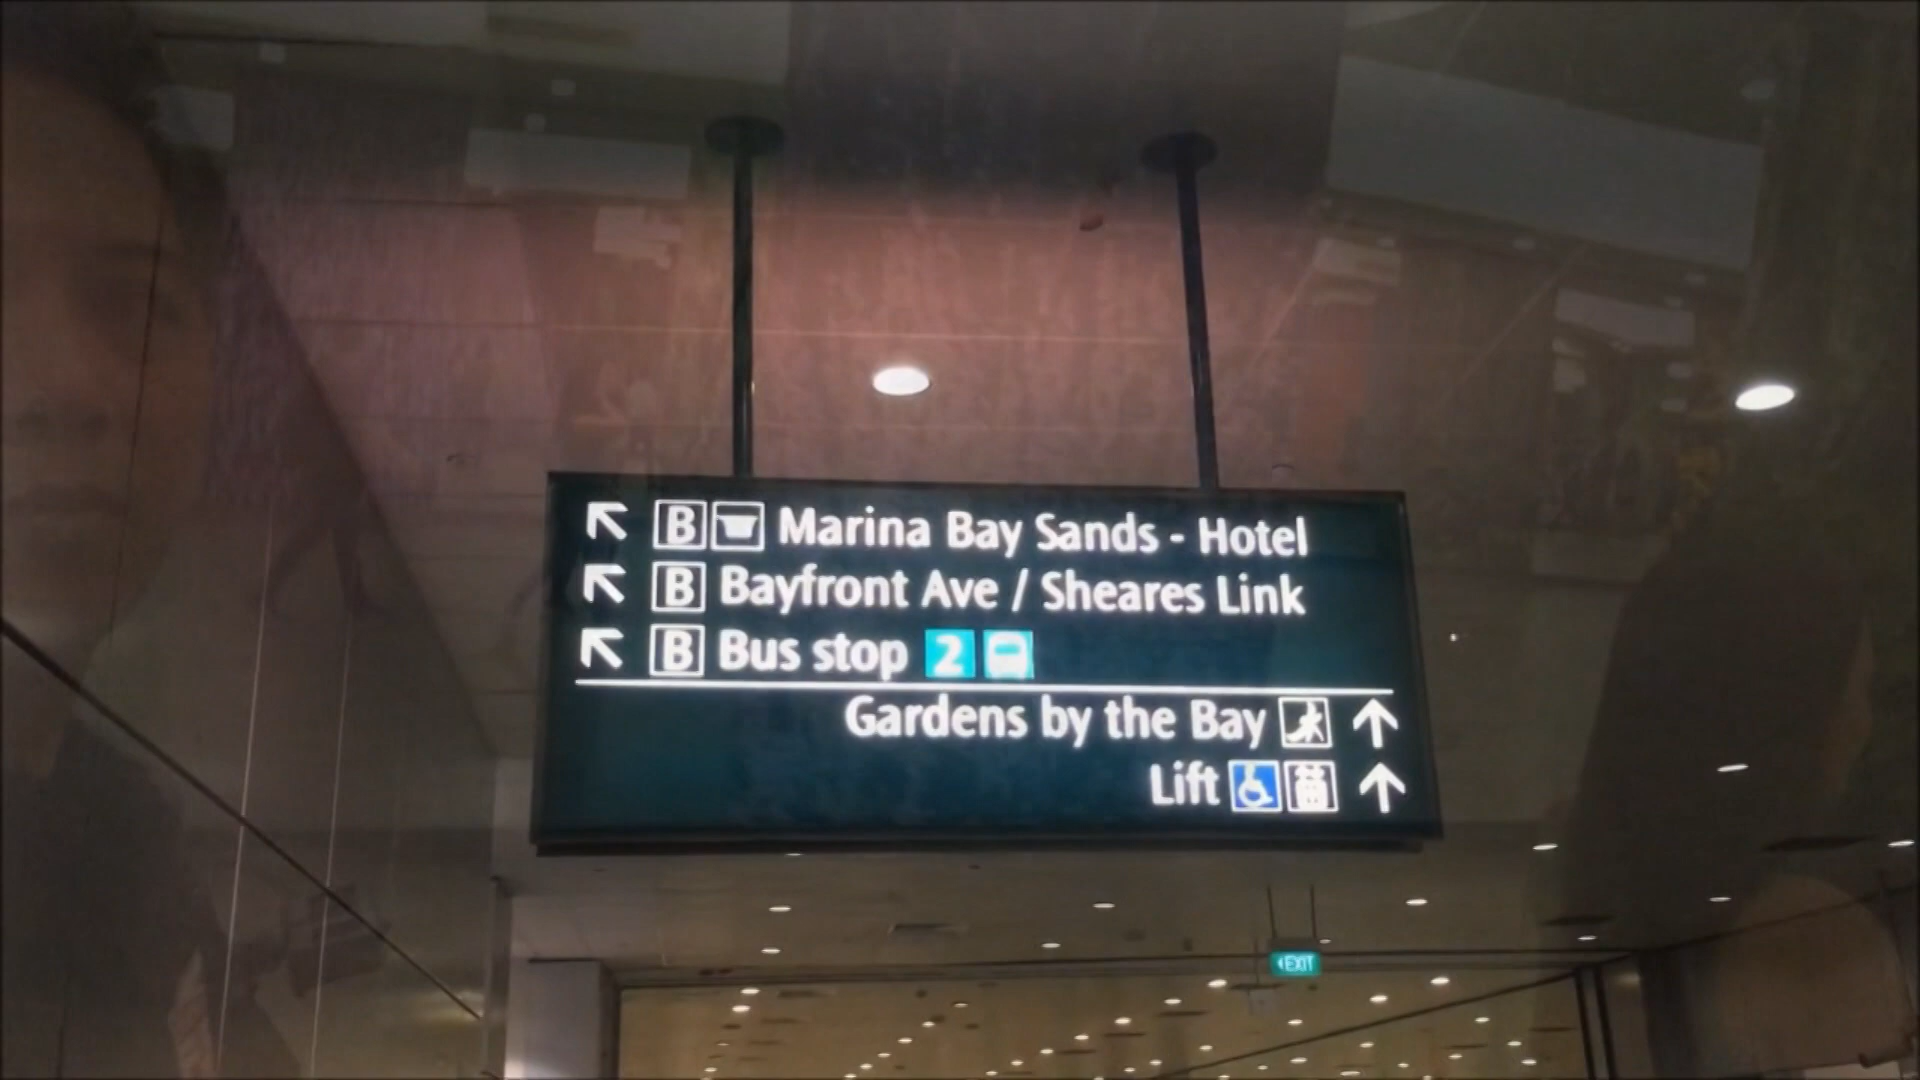 B Marina Bay Sands - Hotel
B Bayfront Ave / Sheares Link
B Bus stop 2
Gardens by the Bay
Lift
EXIT